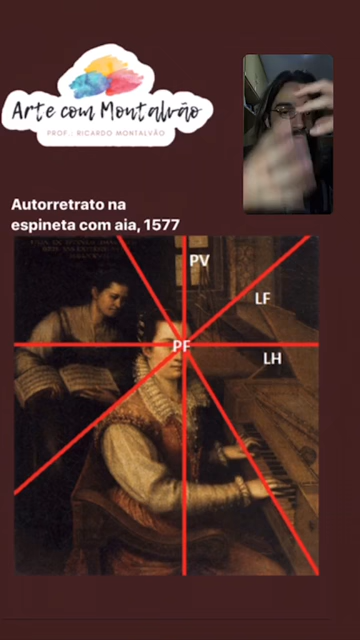 Arte com Montalvão
PROF.: RICARDO MONTALVÃO
Autorretrato na
espineta com aia, 1577
PV
LF
PF
LH